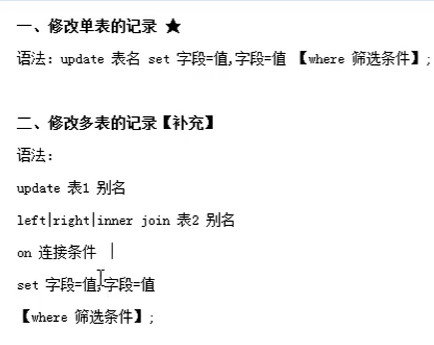 一、修改单表的记录 ★
语法：update 表名 set 字段=值,字段=值 【where 筛选条件】;
二、修改多表的记录【补充】
语法：
update 表1 别名
left|right|inner join 表2 别名
on 连接条件
set 字段=值,字段=值
【where 筛选条件】;